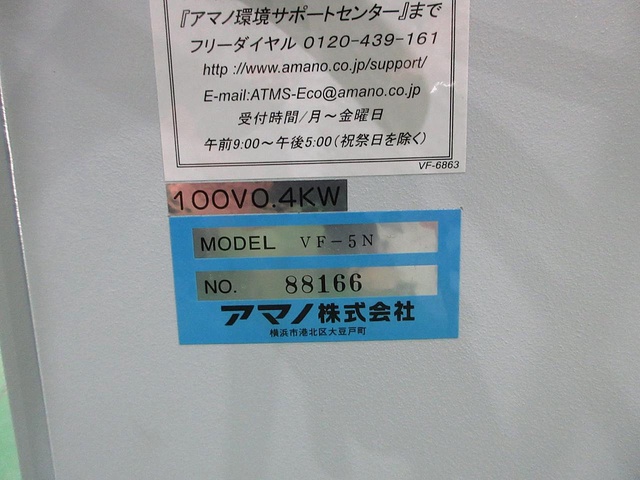 『アマノ環境サポートセンター』まで
フリーダイヤル 0120-439-161
http://www.amano.co.jp/support/
E-mail:ATMS-Eco@amano.co.jp
受付時間/月～金曜日
午前9:00～午後5:00(祝祭日を除く)
VF-6863
100V0.4KW
MODEL VF-5N
NO. 88166
アマノ株式会社
横浜市港北区大豆戸町